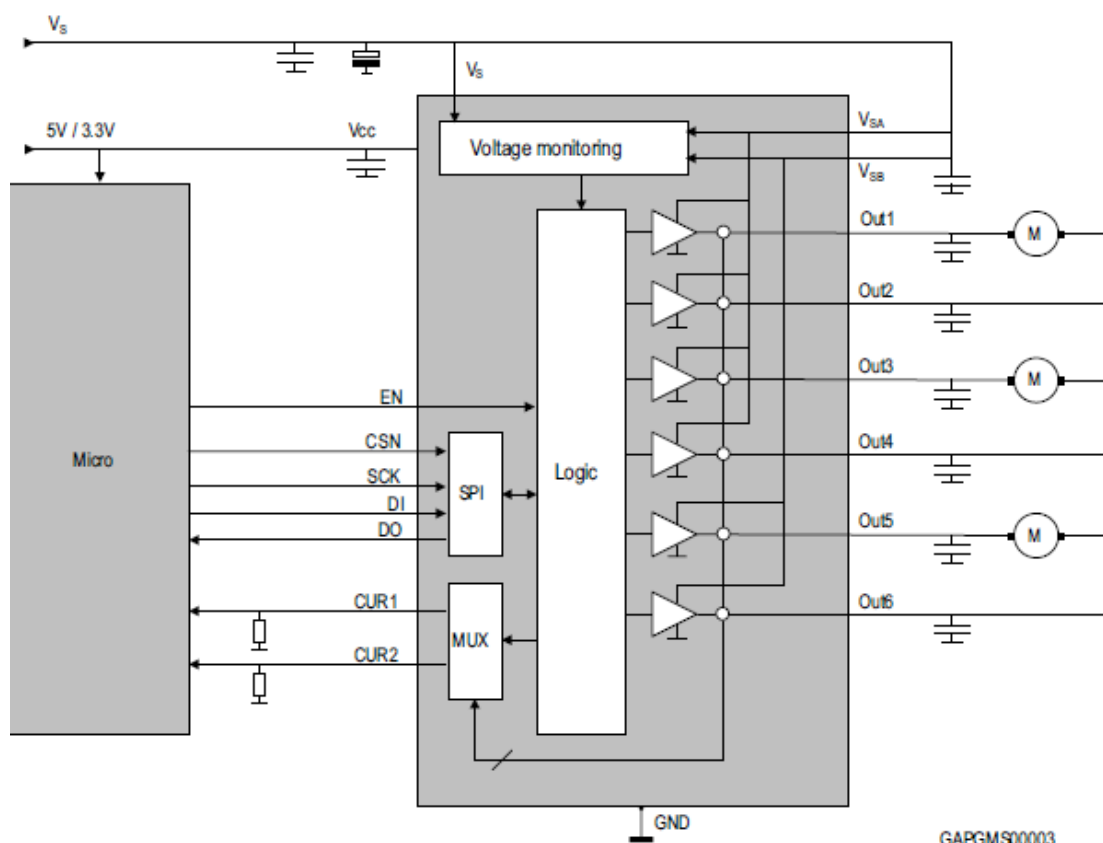 VS
VS
5V / 3.3V
Vcc
Voltage monitoring
VSA
VSB
Out1
M
Out2
Out3
M
EN
CSN
Out4
Micro
SCK
SPI
Logic
DI
DO
Out5
M
CUR1
Out6
MUX
CUR2
GND
GAPGMS00003